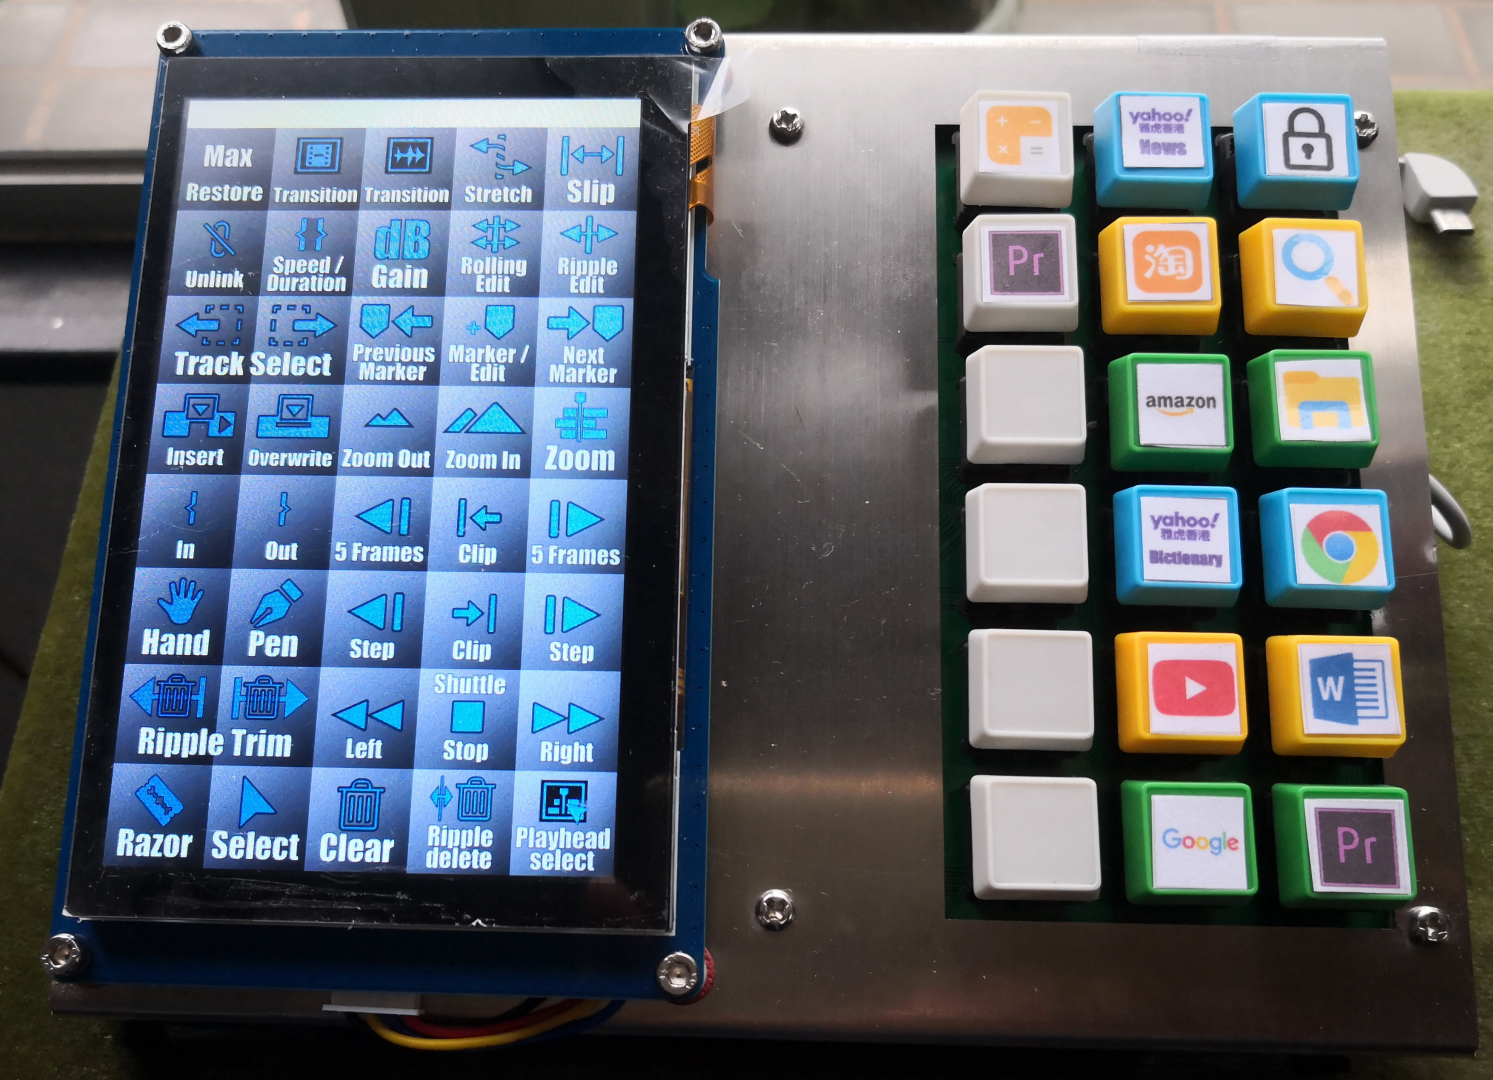 Max
Restore
Transition
Transition
Stretch
Slip
Unlink
Speed /
Duration
dB
Gain
Rolling
Edit
Ripple
Edit
Track Select
Previous
Marker
Marker /
Edit
Next
Marker
Insert
Overwrite
Zoom Out
Zoom In
Zoom
In
Out
5 Frames
Clip
5 Frames
Hand
Pen
Step
Clip
Step
Ripple Trim
Left
Shuttle
Stop
Right
Razor
Select
Clear
Ripple
delete
Playhead
select
yahoo!
雅虎香港
News
Pr
淘
amazon
yahoo!
雅虎香港
Dictionary
W
Google
Pr